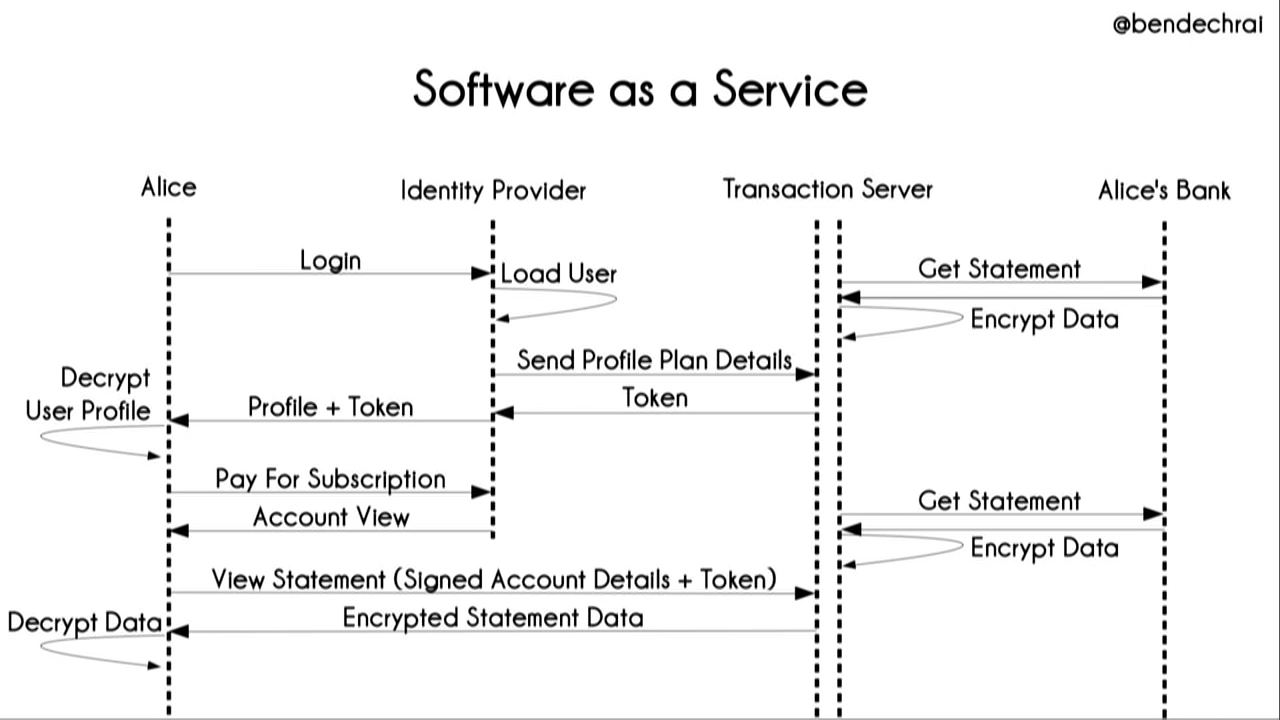 @bendechrai
Software as a Service
Alice
Identity Provider
Transaction Server
Alice's Bank
Login
Load User
Get Statement
Encrypt Data
Send Profile Plan Details
Token
Decrypt
User Profile
Profile + Token
Pay For Subscription
Account View
Get Statement
Encrypt Data
View Statement (Signed Account Details + Token)
Encrypted Statement Data
Decrypt Data